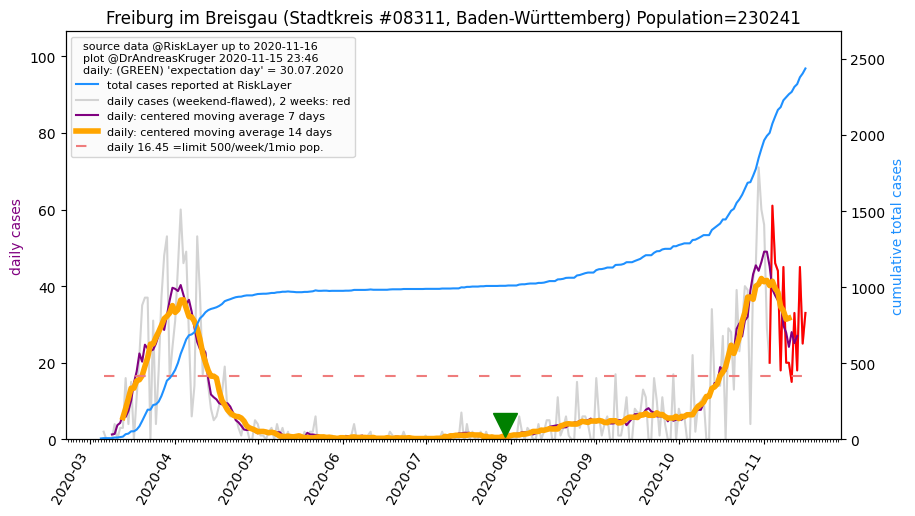 Freiburg im Breisgau (Stadtkreis #08311, Baden-Württemberg) Population=230241
source data @RiskLayer up to 2020-11-16
plot @DrAndreasKruger 2020-11-15 23:46
daily: (GREEN) 'expectation day' = 30.07.2020
total cases reported at RiskLayer
daily cases (weekend-flawed), 2 weeks: red
daily: centered moving average 7 days
daily: centered moving average 14 days
daily 16.45 =limit 500/week/1mio pop.
daily cases
100
80
60
40
20
0
cumulative total cases
2500
2000
1500
1000
500
0
2020-03
2020-04
2020-05
2020-06
2020-07
2020-08
2020-09
2020-10
2020-11